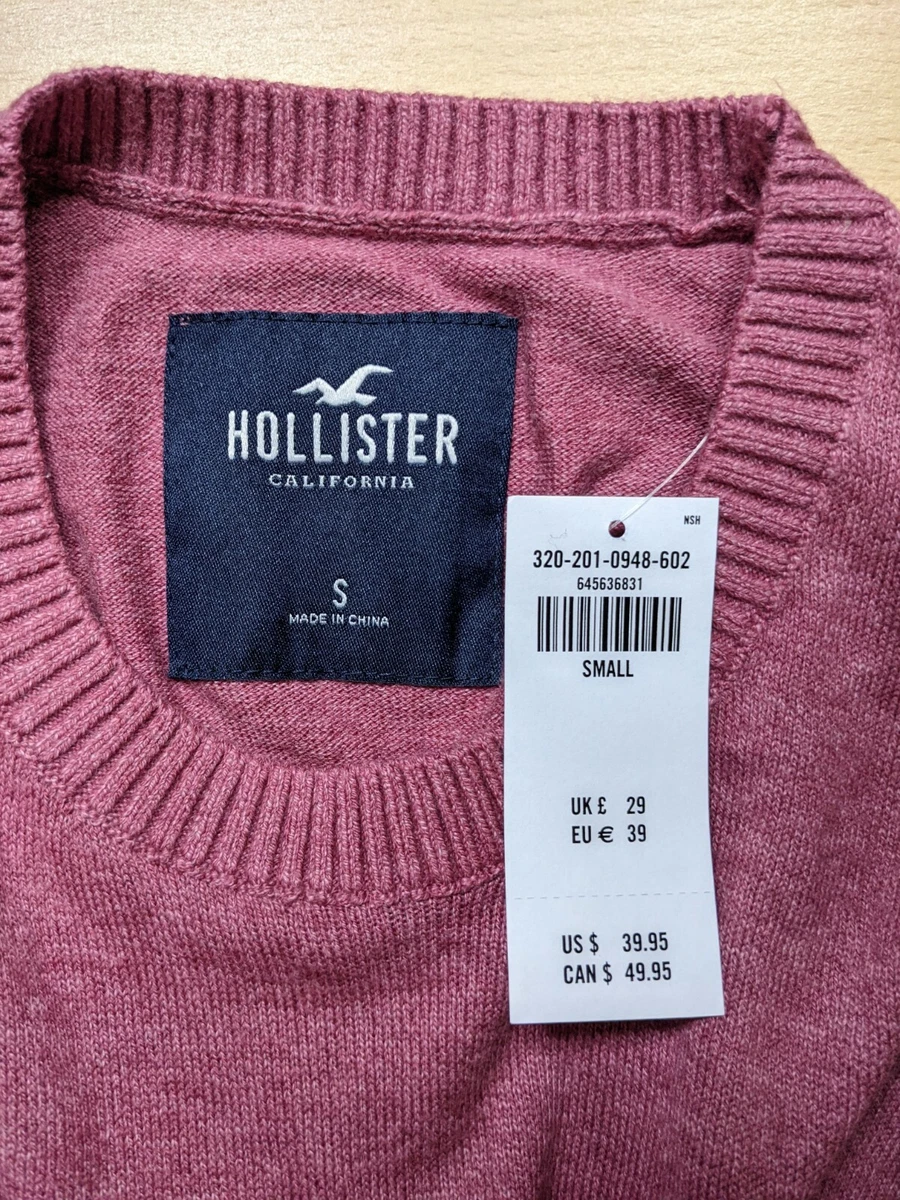 HOLLISTER
CALIFORNIA
S
MADE IN CHINA
NSH
320-201-0948-602
645636831
SMALL
UK £ 29
EU € 39
US $ 39.95
CAN $ 49.95